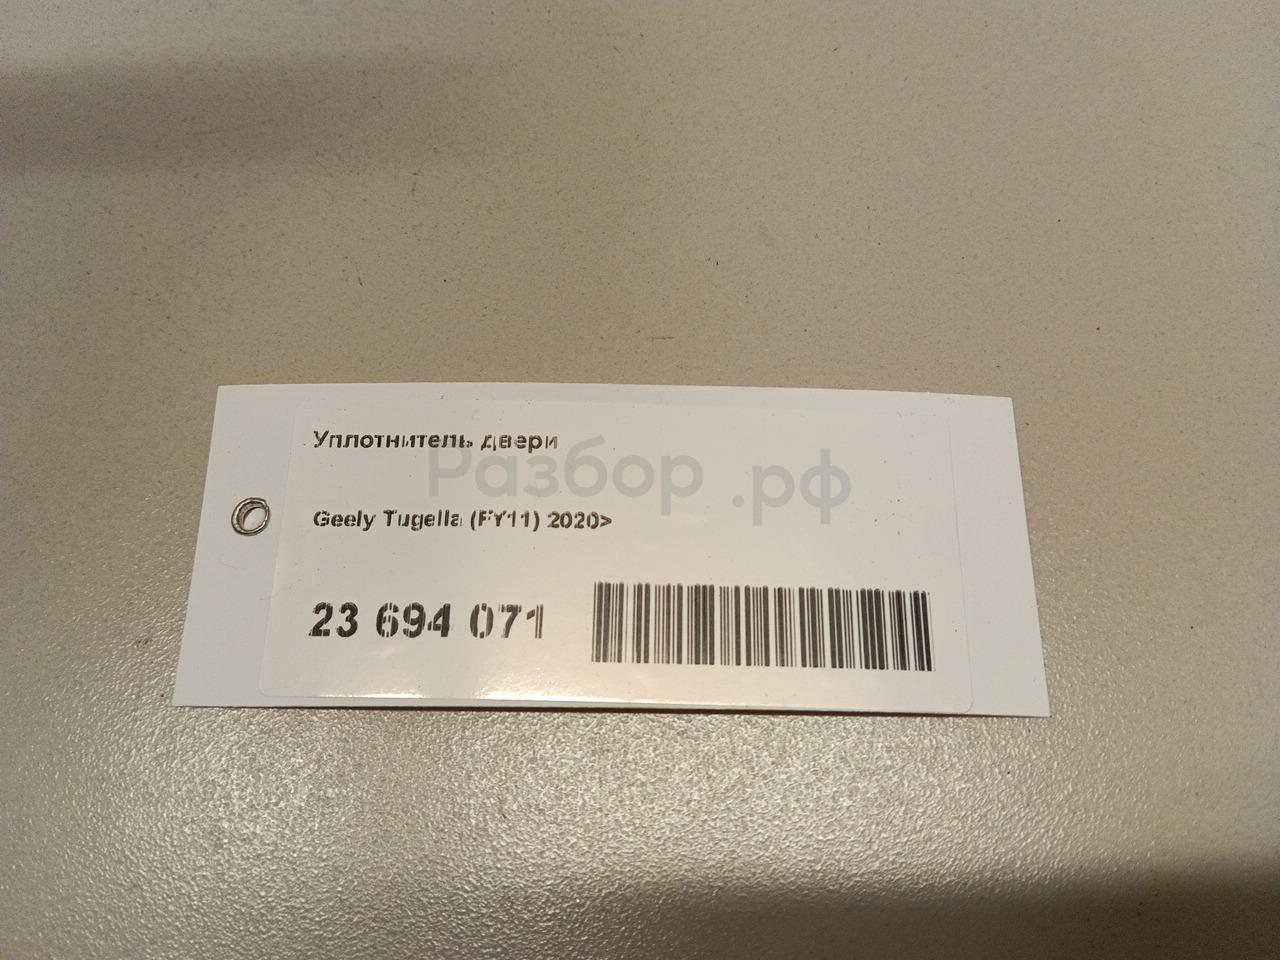 Уплотнитель двери
Разбор.рф
Geely Tugella (FY11) 2020>
23 694 071